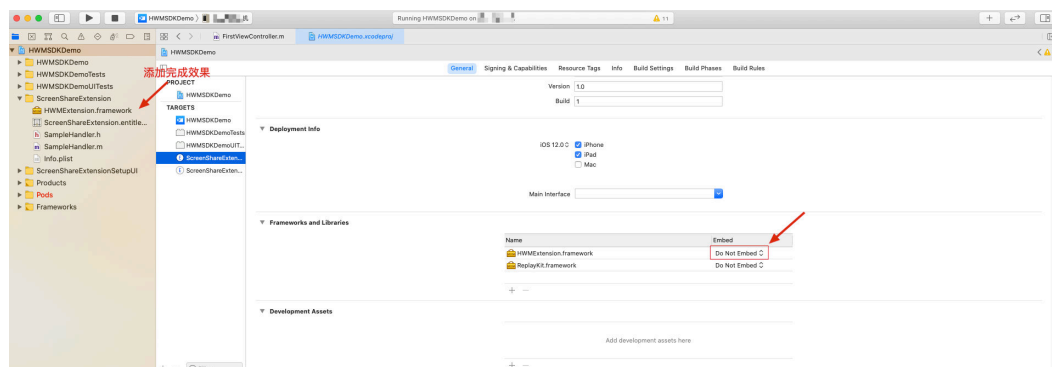 HWMSDKDemo
Running HWMSDKDemo on
11
FirstViewController.m
HWMSDKDemo.xcodeproj
HWMSDKDemo
HWMSDKDemo
HWMSDKDemoTests
HWMSDKDemoUITests
ScreenShareExtension
HWMExtension.framework
ScreenShareExtension.entitle...
SampleHandler.h
SampleHandler.m
Info.plist
ScreenShareExtensionSetupUI
Products
Pods
Frameworks
添加完成效果
HWMSDKDemo
General Signing & Capabilities Resource Tags Info Build Settings Build Phases Build Rules
PROJECT
HWMSDKDemo
TARGETS
HWMSDKDemo
HWMSDKDemoTests
HWMSDKDemoUIT...
ScreenShareExten...
ScreenShareExten...
Version 1.0
Build 1
Deployment Info
iOS 12.0 iPhone
iPad
Mac
Main Interface
Frameworks and Libraries
Name Embed
HWMExtension.framework Do Not Embed
ReplayKit.framework Do Not Embed
Development Assets
Add development assets here